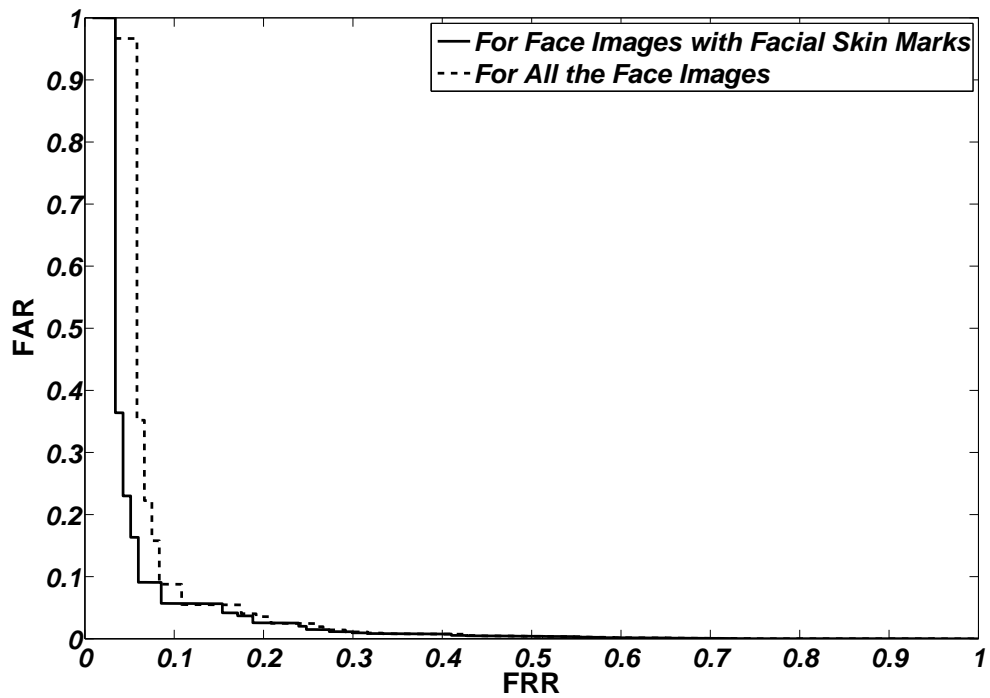 For Face Images with Facial Skin Marks
For All the Face Images
FAR
1
0.9
0.8
0.7
0.6
0.5
0.4
0.3
0.2
0.1
0
0 0.1 0.2 0.3 0.4 0.5 0.6 0.7 0.8 0.9 1
FRR